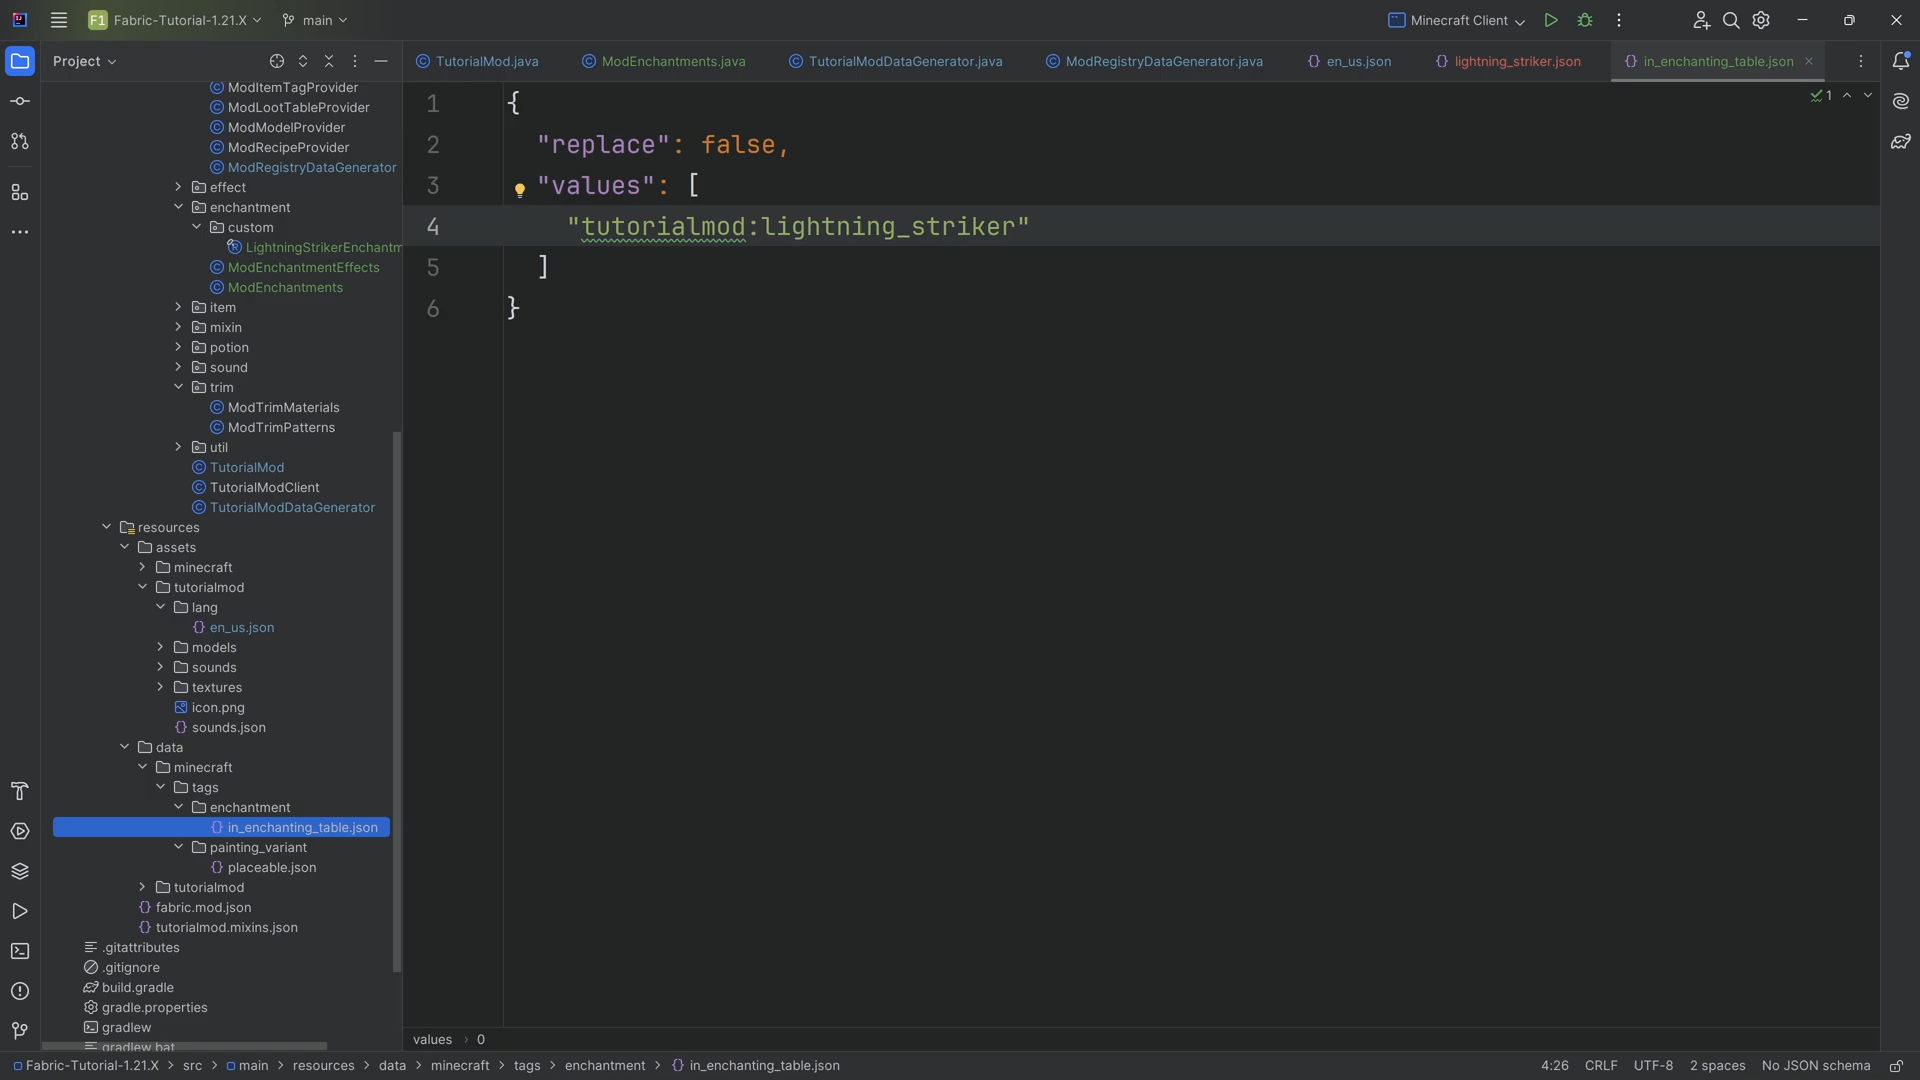 F1 Fabric-Tutorial-1.21.X main Minecraft Client
Project
TutorialMod.java ModEnchantments.java TutorialModDataGenerator.java ModRegistryDataGenerator.java {} en_us.json {} lightning_striker.json {} in_enchanting_table.json
ModItemTagProvider
ModLootTableProvider
ModModelProvider
ModRecipeProvider
ModRegistryDataGenerator
effect
enchantment
custom
LightningStrikerEnchantm
ModEnchantmentEffects
ModEnchantments
item
mixin
potion
sound
trim
ModTrimMaterials
ModTrimPatterns
util
TutorialMod
TutorialModClient
TutorialModDataGenerator
resources
assets
minecraft
tutorialmod
lang
{} en_us.json
models
sounds
textures
icon.png
{} sounds.json
data
minecraft
tags
enchantment
{} in_enchanting_table.json
painting_variant
{} placeable.json
tutorialmod
{} fabric.mod.json
{} tutorialmod.mixins.json
.gitattributes
.gitignore
build.gradle
gradle.properties
gradlew
gradlew.bat
1 {
2 "replace": false,
3 "values": [
4 "tutorialmod:lightning_striker"
5 ]
6 }
1
values > 0
Fabric-Tutorial-1.21.X > src > main > resources > data > minecraft > tags > enchantment > {} in_enchanting_table.json
4:26 CRLF UTF-8 2 spaces No JSON schema